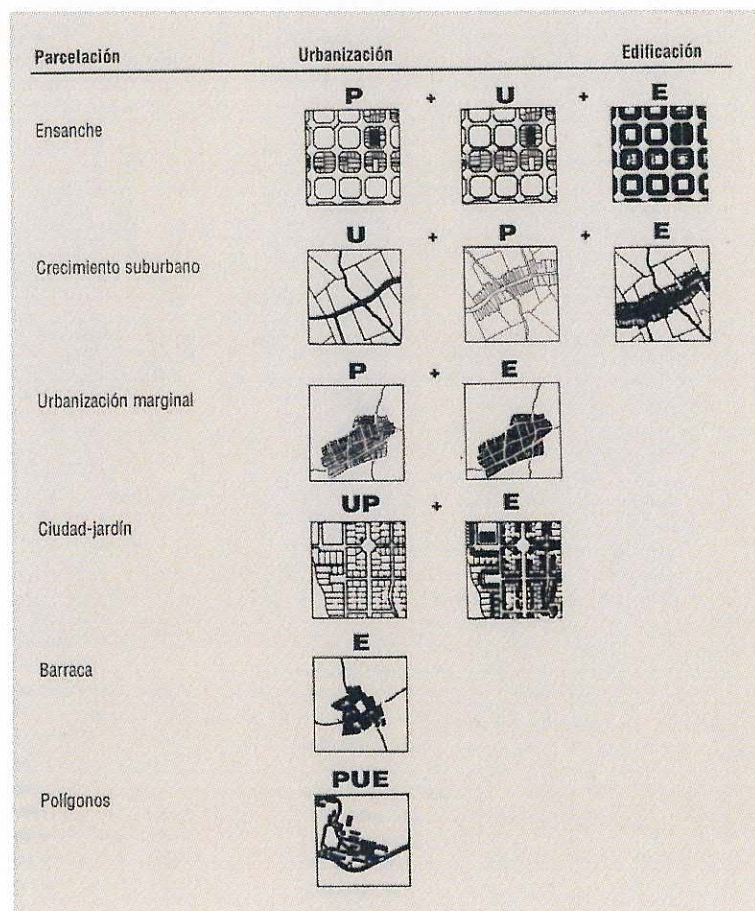 Parcelación Urbanización Edificación
P + U + E
Ensanche
U + P + E
Crecimiento suburbano
P + E
Urbanización marginal
UP + E
Ciudad-jardín
E
Barraca
PUE
Polígonos